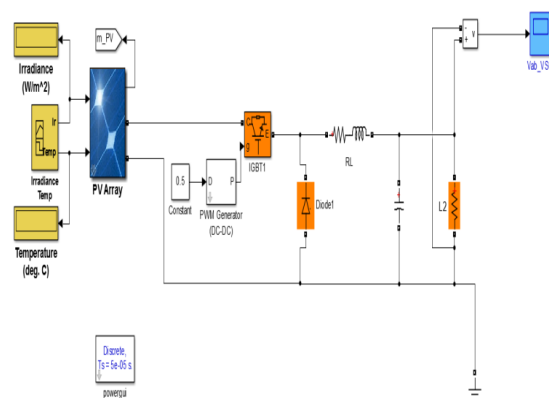 m_PV
Irradiance
(W/m^2)
Ir
Temp
Irradiance
Temp
PV Array
Temperature
(deg. C)
0.5
Constant
D
P
PWM Generator
(DC-DC)
C
E
g
IGBT1
Diode1
RL
L2
-
+
v
Vab_VS
Discrete,
Ts = 5e-05 s.
powergui